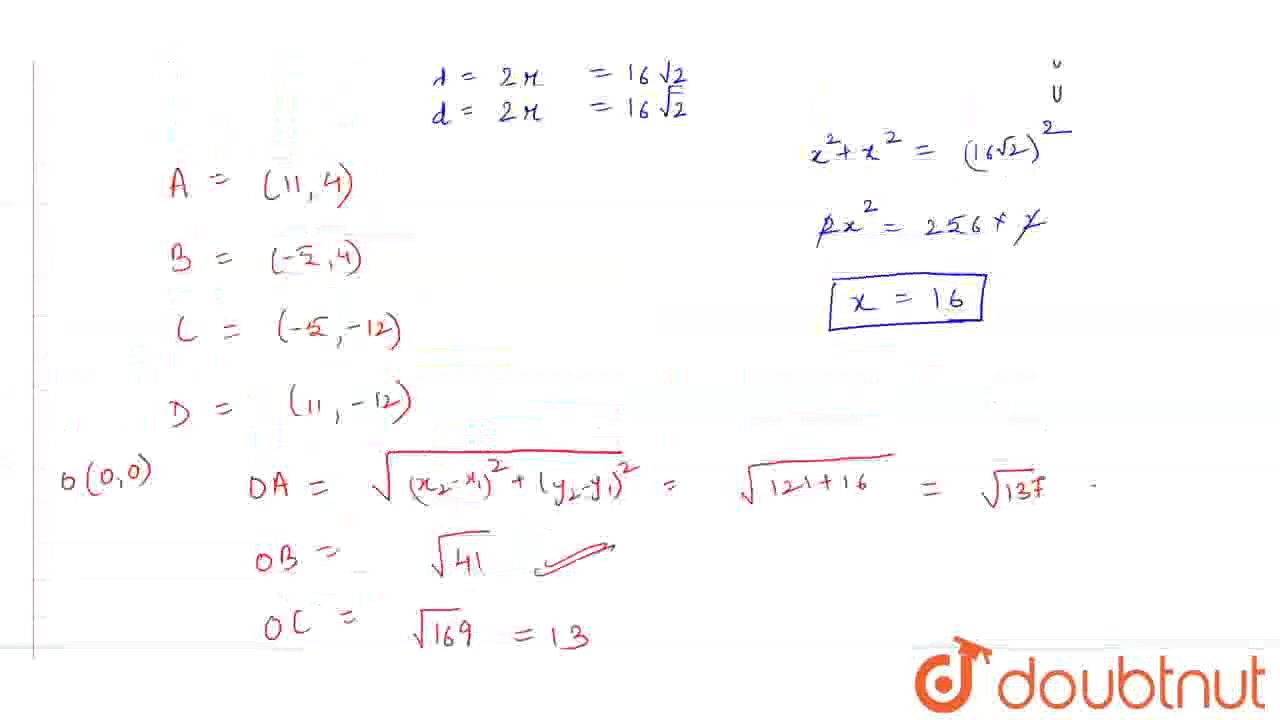 d = 2r = 16√2
d = 2r = 16√2
x² + x² = (16√2)²
A = (11, 4)
2x² = 256 × 2
B = (-5, 4)
x = 16
C = (-5, -12)
D = (11, -12)
O(0,0) OA = √(x₂-x₁)² + (y₂-y₁)² = √121+16 = √137
OB = √41
OC = √169 = 13
doubtnut